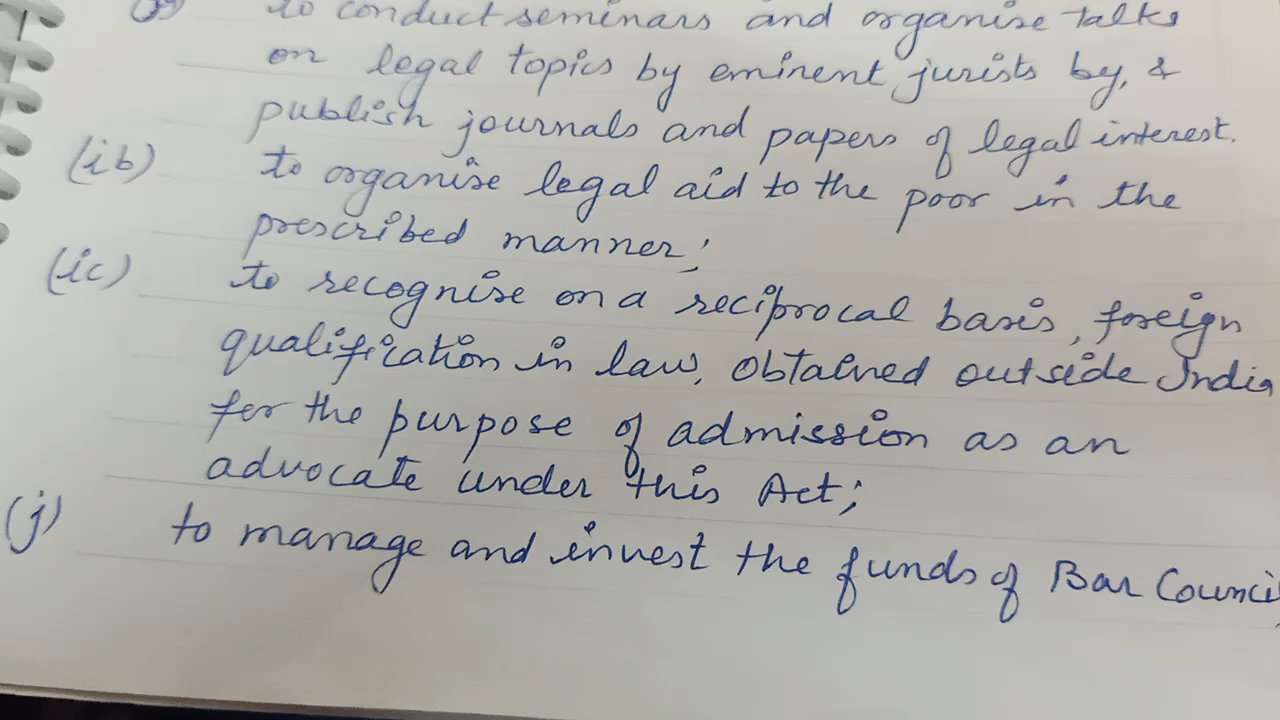 to conduct seminars and organise talks
on legal topics by eminent jurists by, &
publish journals and papers of legal interest.
(ib) to organise legal aid to the poor in the
prescribed manner;
(ic) to recognise on a reciprocal basis, foreign
qualification in law, obtained outside India
for the purpose of admission as an
advocate under this Act;
(j) to manage and invest the funds of Bar Council